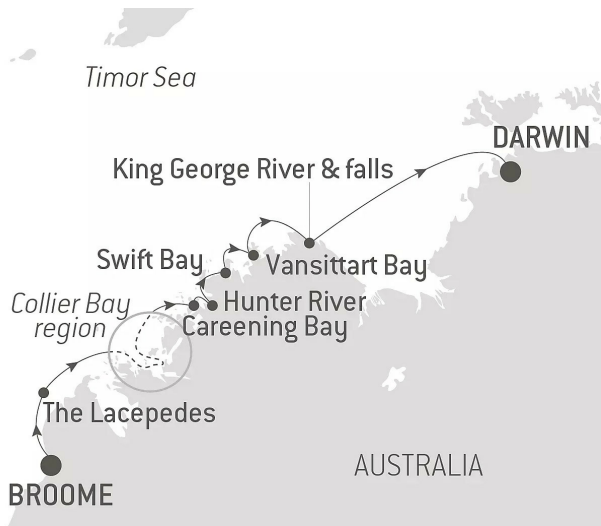 Timor Sea
DARWIN
King George River & falls
Swift Bay
Vansittart Bay
Collier Bay
region
Hunter River
Careening Bay
The Lacepedes
AUSTRALIA
BROOME